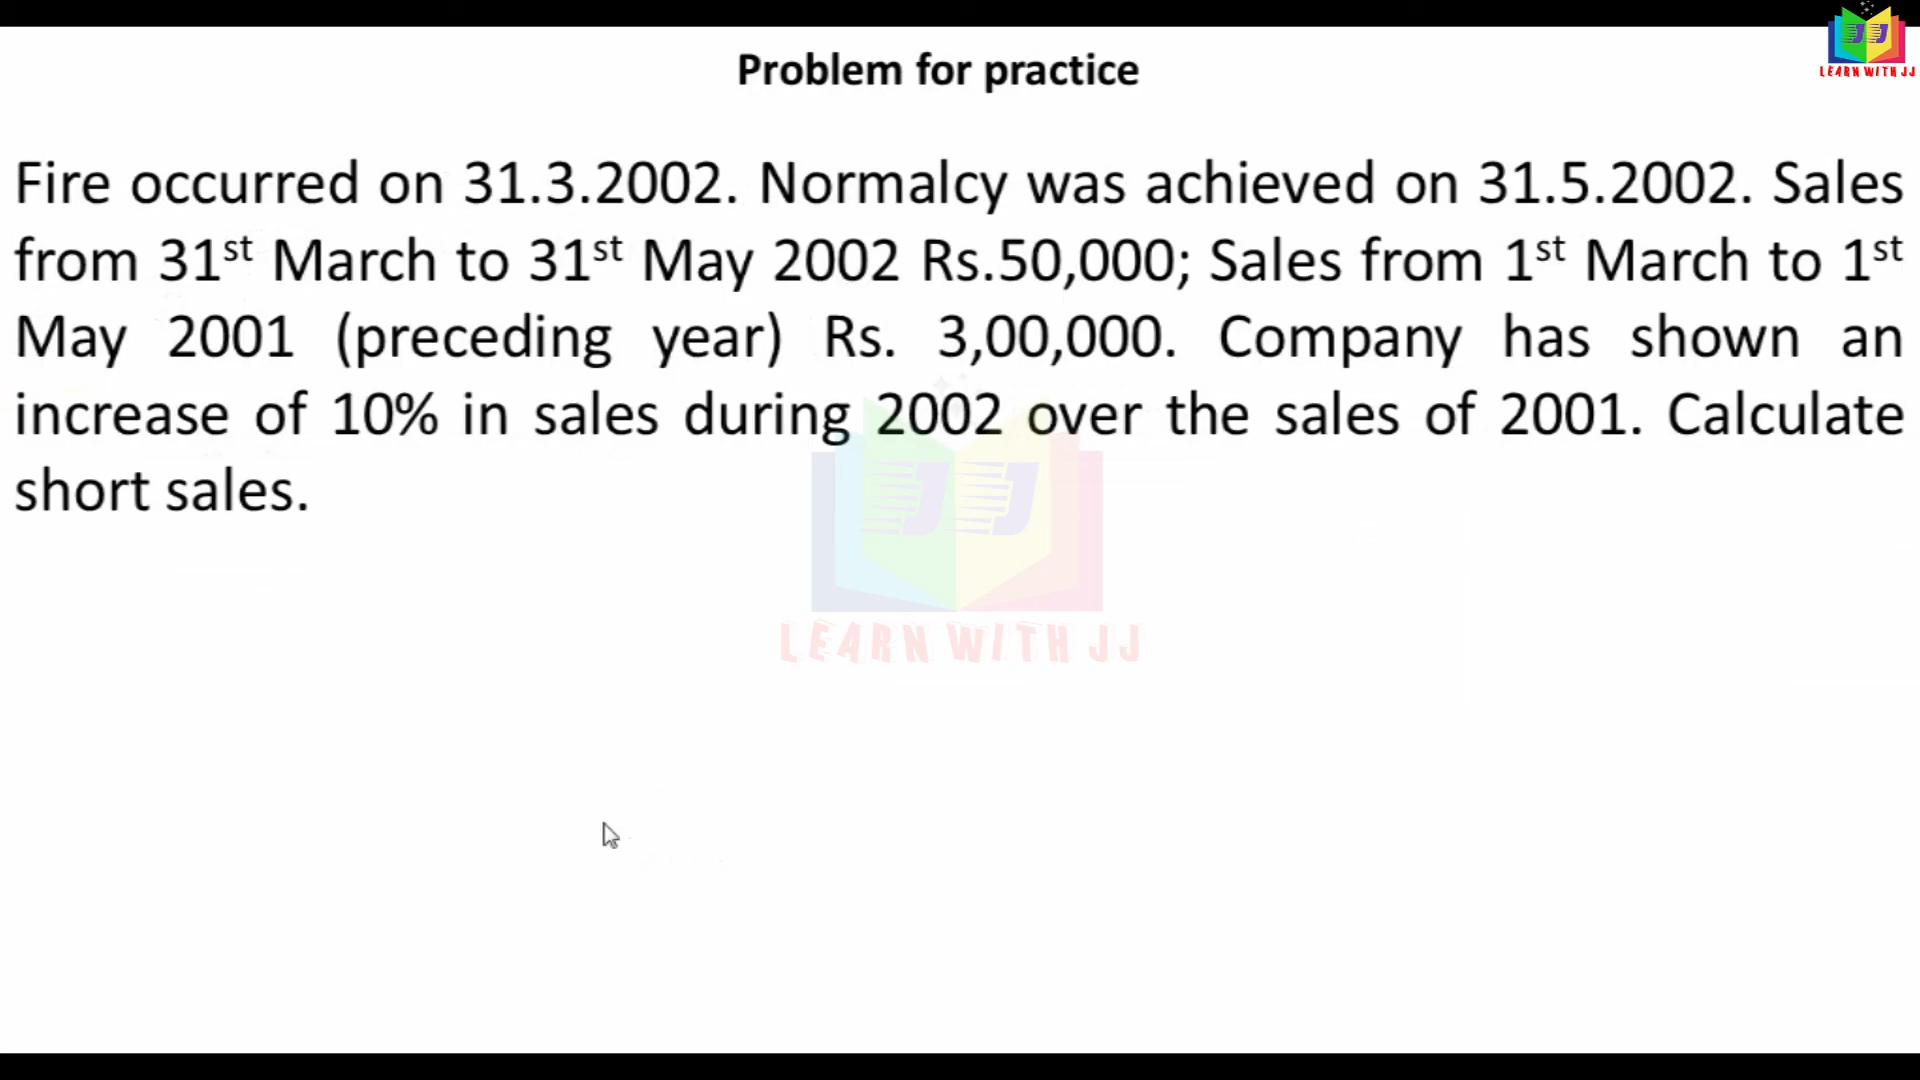 LEARN WITH JJ
Problem for practice
Fire occurred on 31.3.2002. Normalcy was achieved on 31.5.2002. Sales
from 31st March to 31st May 2002 Rs.50,000; Sales from 1st March to 1st
May 2001 (preceding year) Rs. 3,00,000. Company has shown an
increase of 10% in sales during 2002 over the sales of 2001. Calculate
short sales.
JJ
LEARN WITH JJ